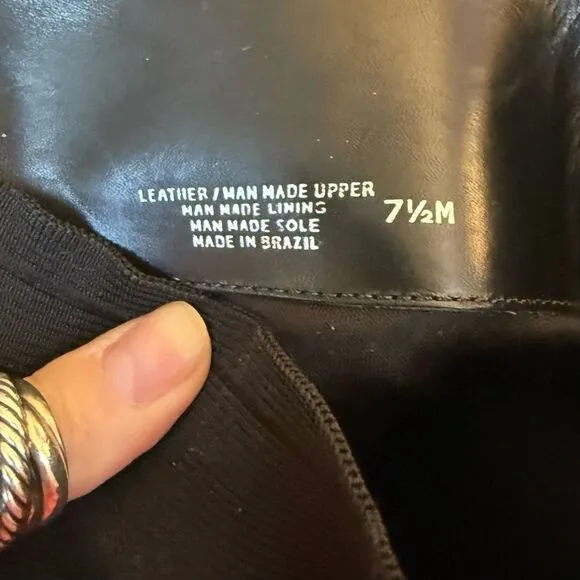 LEATHER / MAN MADE UPPER
MAN MADE LINING
MAN MADE SOLE
MADE IN BRAZIL
7½M